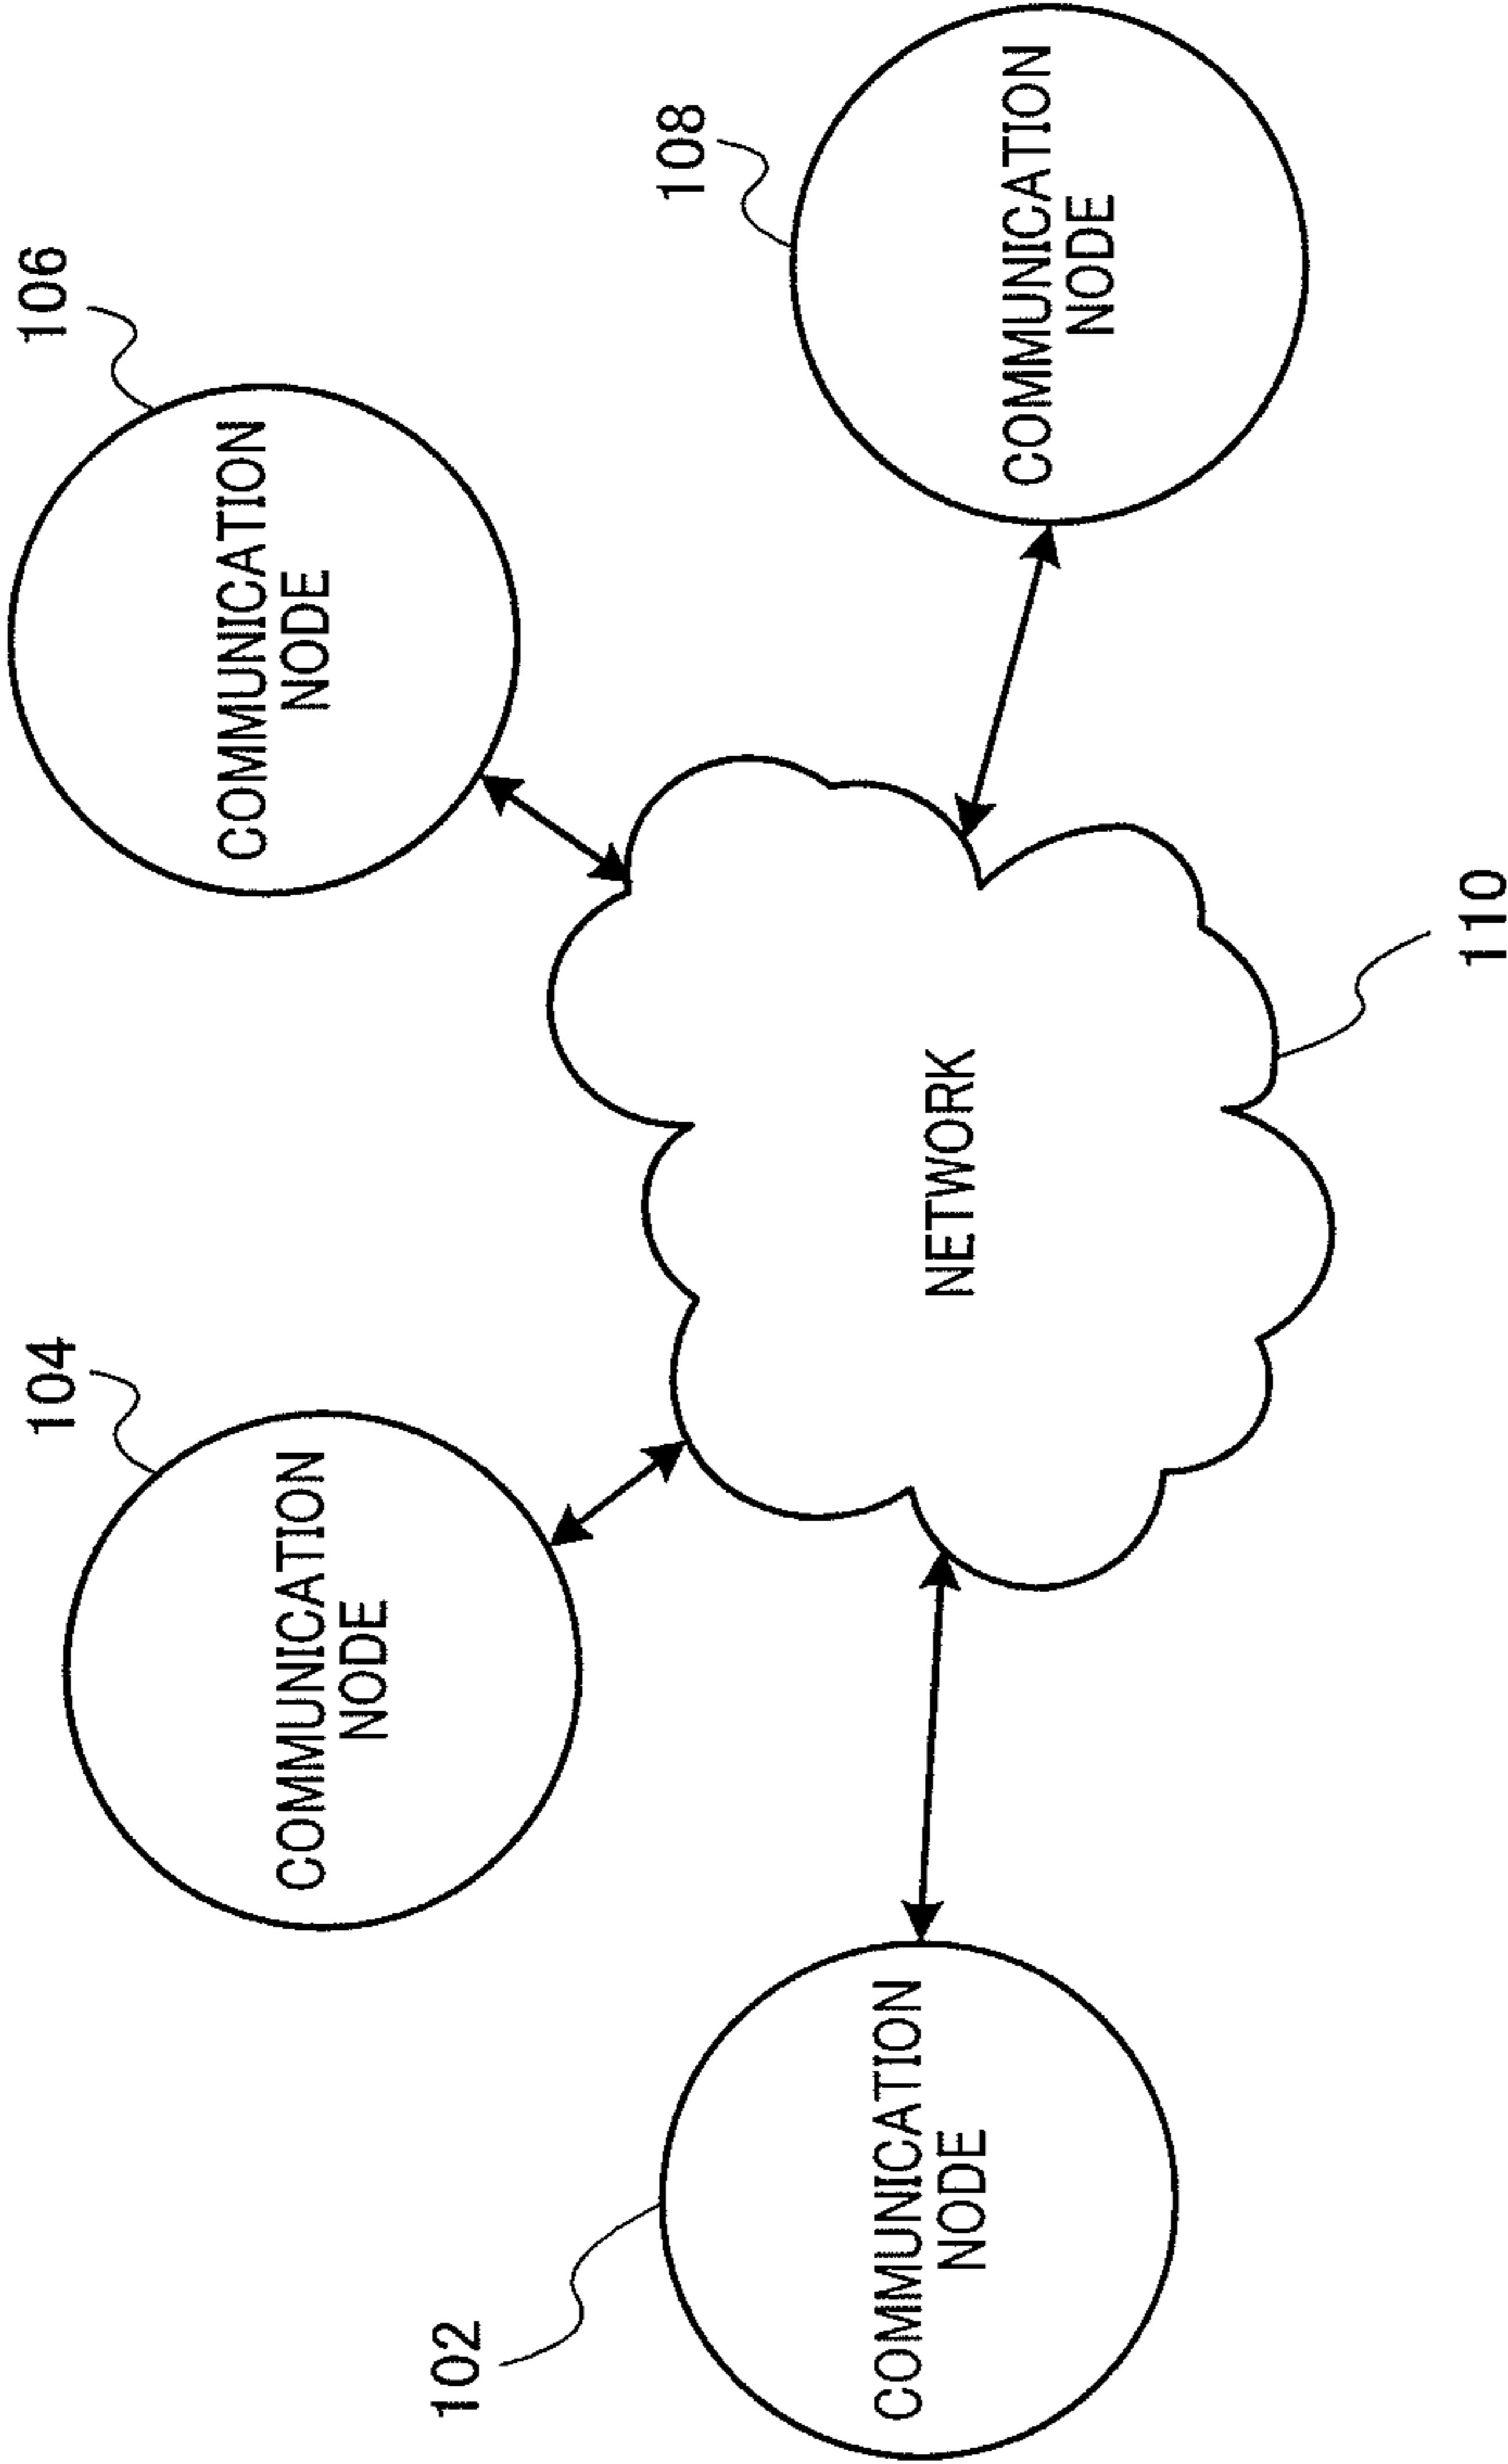 106
104
COMMUNICATION
NODE
COMMUNICATION
NODE
108
102
COMMUNICATION
NODE
NETWORK
COMMUNICATION
NODE
110